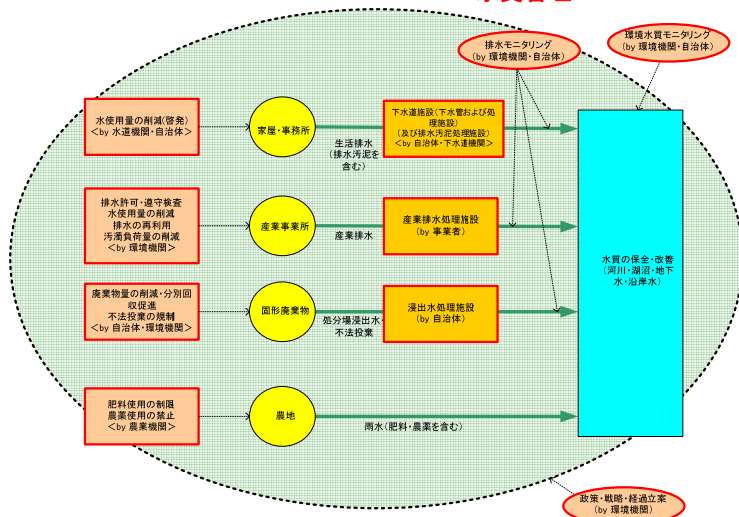 排水モニタリング
(by 環境機関・自治体)
環境水質モニタリング
(by 環境機関・自治体)
水使用量の削減(啓発)
<by 水道機関・自治体>
家屋・事務所
生活排水
(排水汚泥を
含む)
下水道施設(下水管および処
理施設)
(及び排水汚泥処理施設)
<by 自治体・下水道機関>
排水許可・遵守検査
水使用量の削減
排水の再利用
汚濁負荷量の削減
<by 環境機関>
産業事業所
産業排水
産業排水処理施設
(by 事業者)
水質の保全・改善
(河川・湖沼・地下
水・沿岸水)
廃棄物量の削減・分別回
収促進
不法投業の規制
<by 自治体・環境機関>
固形廃棄物
処分場浸出水・
不法投業
浸出水処理施設
(by 自治体)
肥料使用の制阻
農薬使用の禁止
<by 農業機関>
農地
雨水(肥料・農薬を含む)
政策・戦略・経過立案
(by 環境機関)